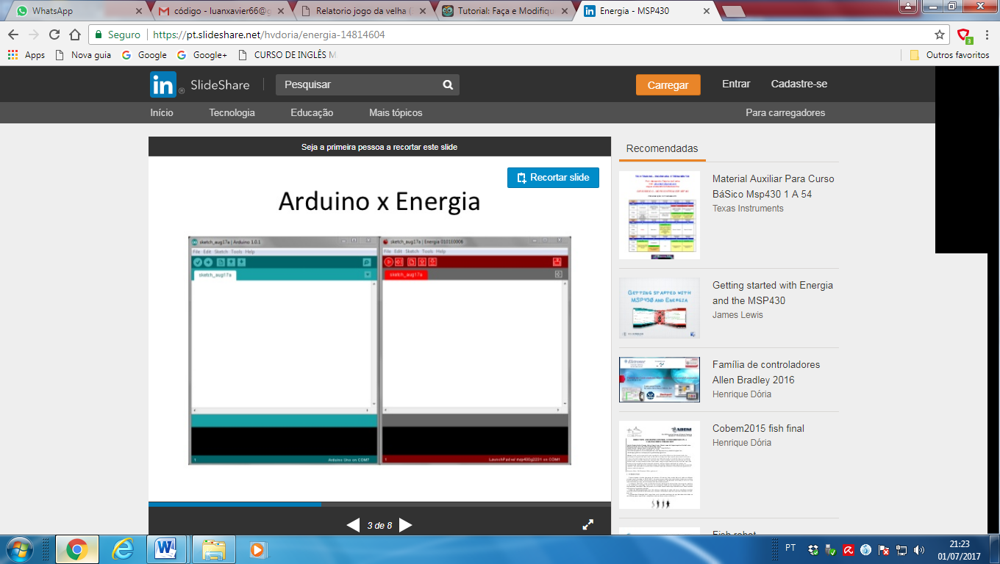 WhatsApp
código - luanxavier66@g
Relatorio jogo da velha (
Tutorial: Faça e Modifiqu
Energia - MSP430
Seguro
https://pt.slideshare.net/hvdoria/energia-14814604
3
Apps
Nova guia
Google
Google+
CURSO DE INGLÊS M
Outros favoritos
in
SlideShare
Pesquisar
Carregar
Entrar
Cadastre-se
Início
Tecnologia
Educação
Mais tópicos
Para carregadores
Seja a primeira pessoa a recortar este slide
Recortar slide
Arduino x Energia
sketch_aug17a | Arduino 1.0.1
File Edit Sketch Tools Help
sketch_aug17a
1
Arduino Uno on COM7
sketch_aug17a | Energia 0101E0006
File Edit Sketch Tools Help
sketch_aug17a
1
LaunchPad w/ msp430g2231 on COM1
3 de 8
Recomendadas
Material Auxiliar Para Curso
BáSico Msp430 1 A 54
Texas Instruments
GETTING STARTED WITH
MSP430 AND ENERGIA
Getting started with Energia
and the MSP430
James Lewis
Família de controladores
Allen Bradley 2016
Henrique Dória
Cobem2015 fish final
Henrique Dória
Fish robot
PT
21:23
01/07/2017